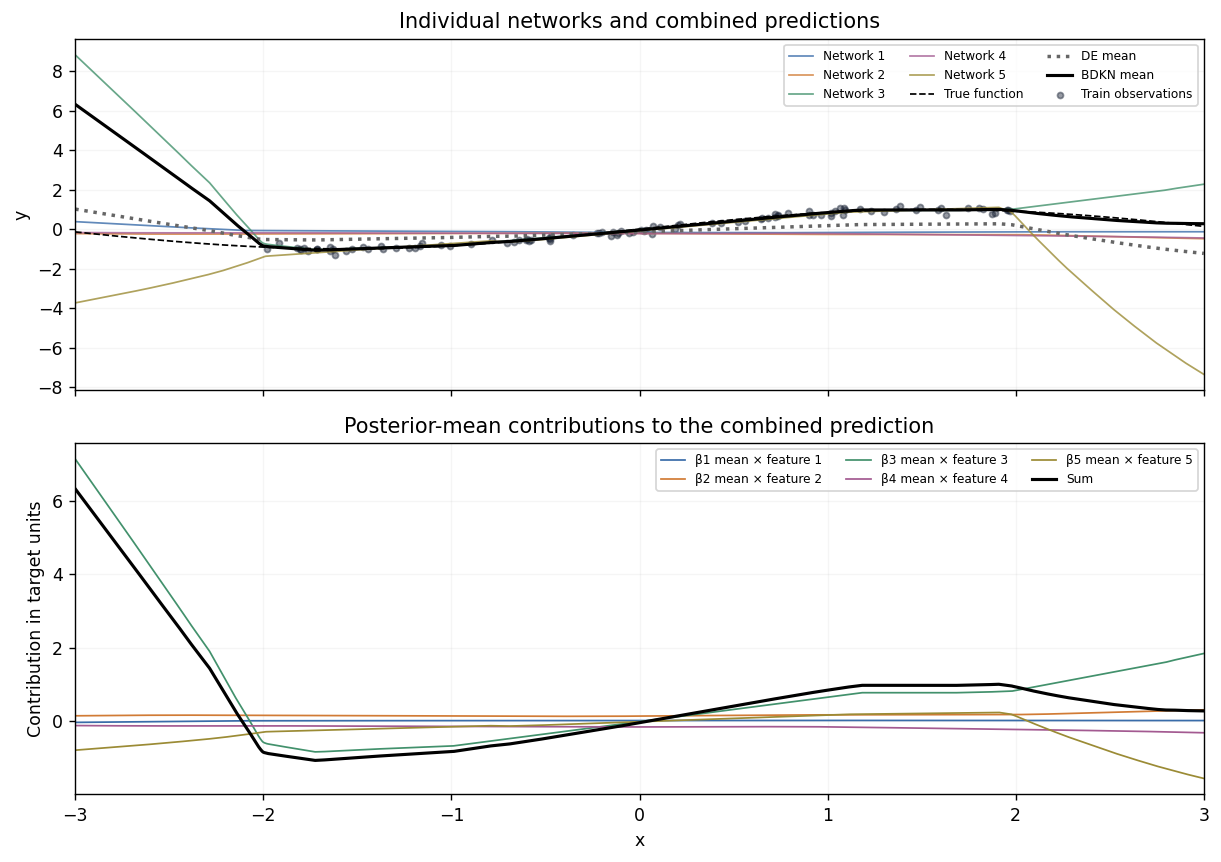 Individual networks and combined predictions
Network 1
Network 2
Network 3
Network 4
Network 5
True function
DE mean
BDKN mean
Train observations
y
8
6
4
2
0
−2
−4
−6
−8
Posterior-mean contributions to the combined prediction
β1 mean × feature 1
β2 mean × feature 2
β3 mean × feature 3
β4 mean × feature 4
β5 mean × feature 5
Sum
Contribution in target units
6
4
2
0
−3
−2
−1
0
1
2
3
x